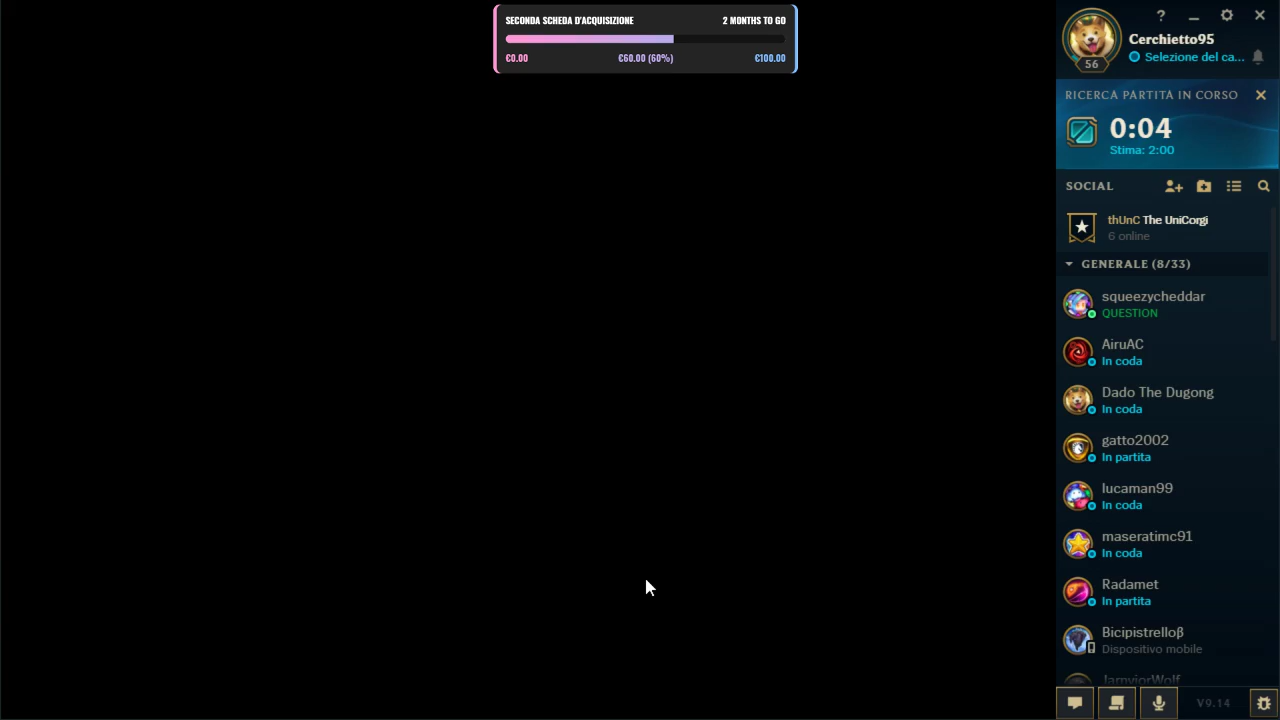 SECONDA SCHEDA D'ACQUISIZIONE 2 MONTHS TO GO
€0.00 €60.00 (60%) €100.00
?
Cerchietto95
56
Selezione del ca...
RICERCA PARTITA IN CORSO
0:04
Stima: 2:00
SOCIAL
thUnC The UniCorgi
6 online
GENERALE (8/33)
squeezycheddar
QUESTION
AiruAC
In coda
Dado The Dugong
In coda
gatto2002
In partita
lucaman99
In coda
maseratimc91
In coda
Radamet
In partita
Bicipistrelloβ
Dispositivo mobile
JamviorWolf
V9.14